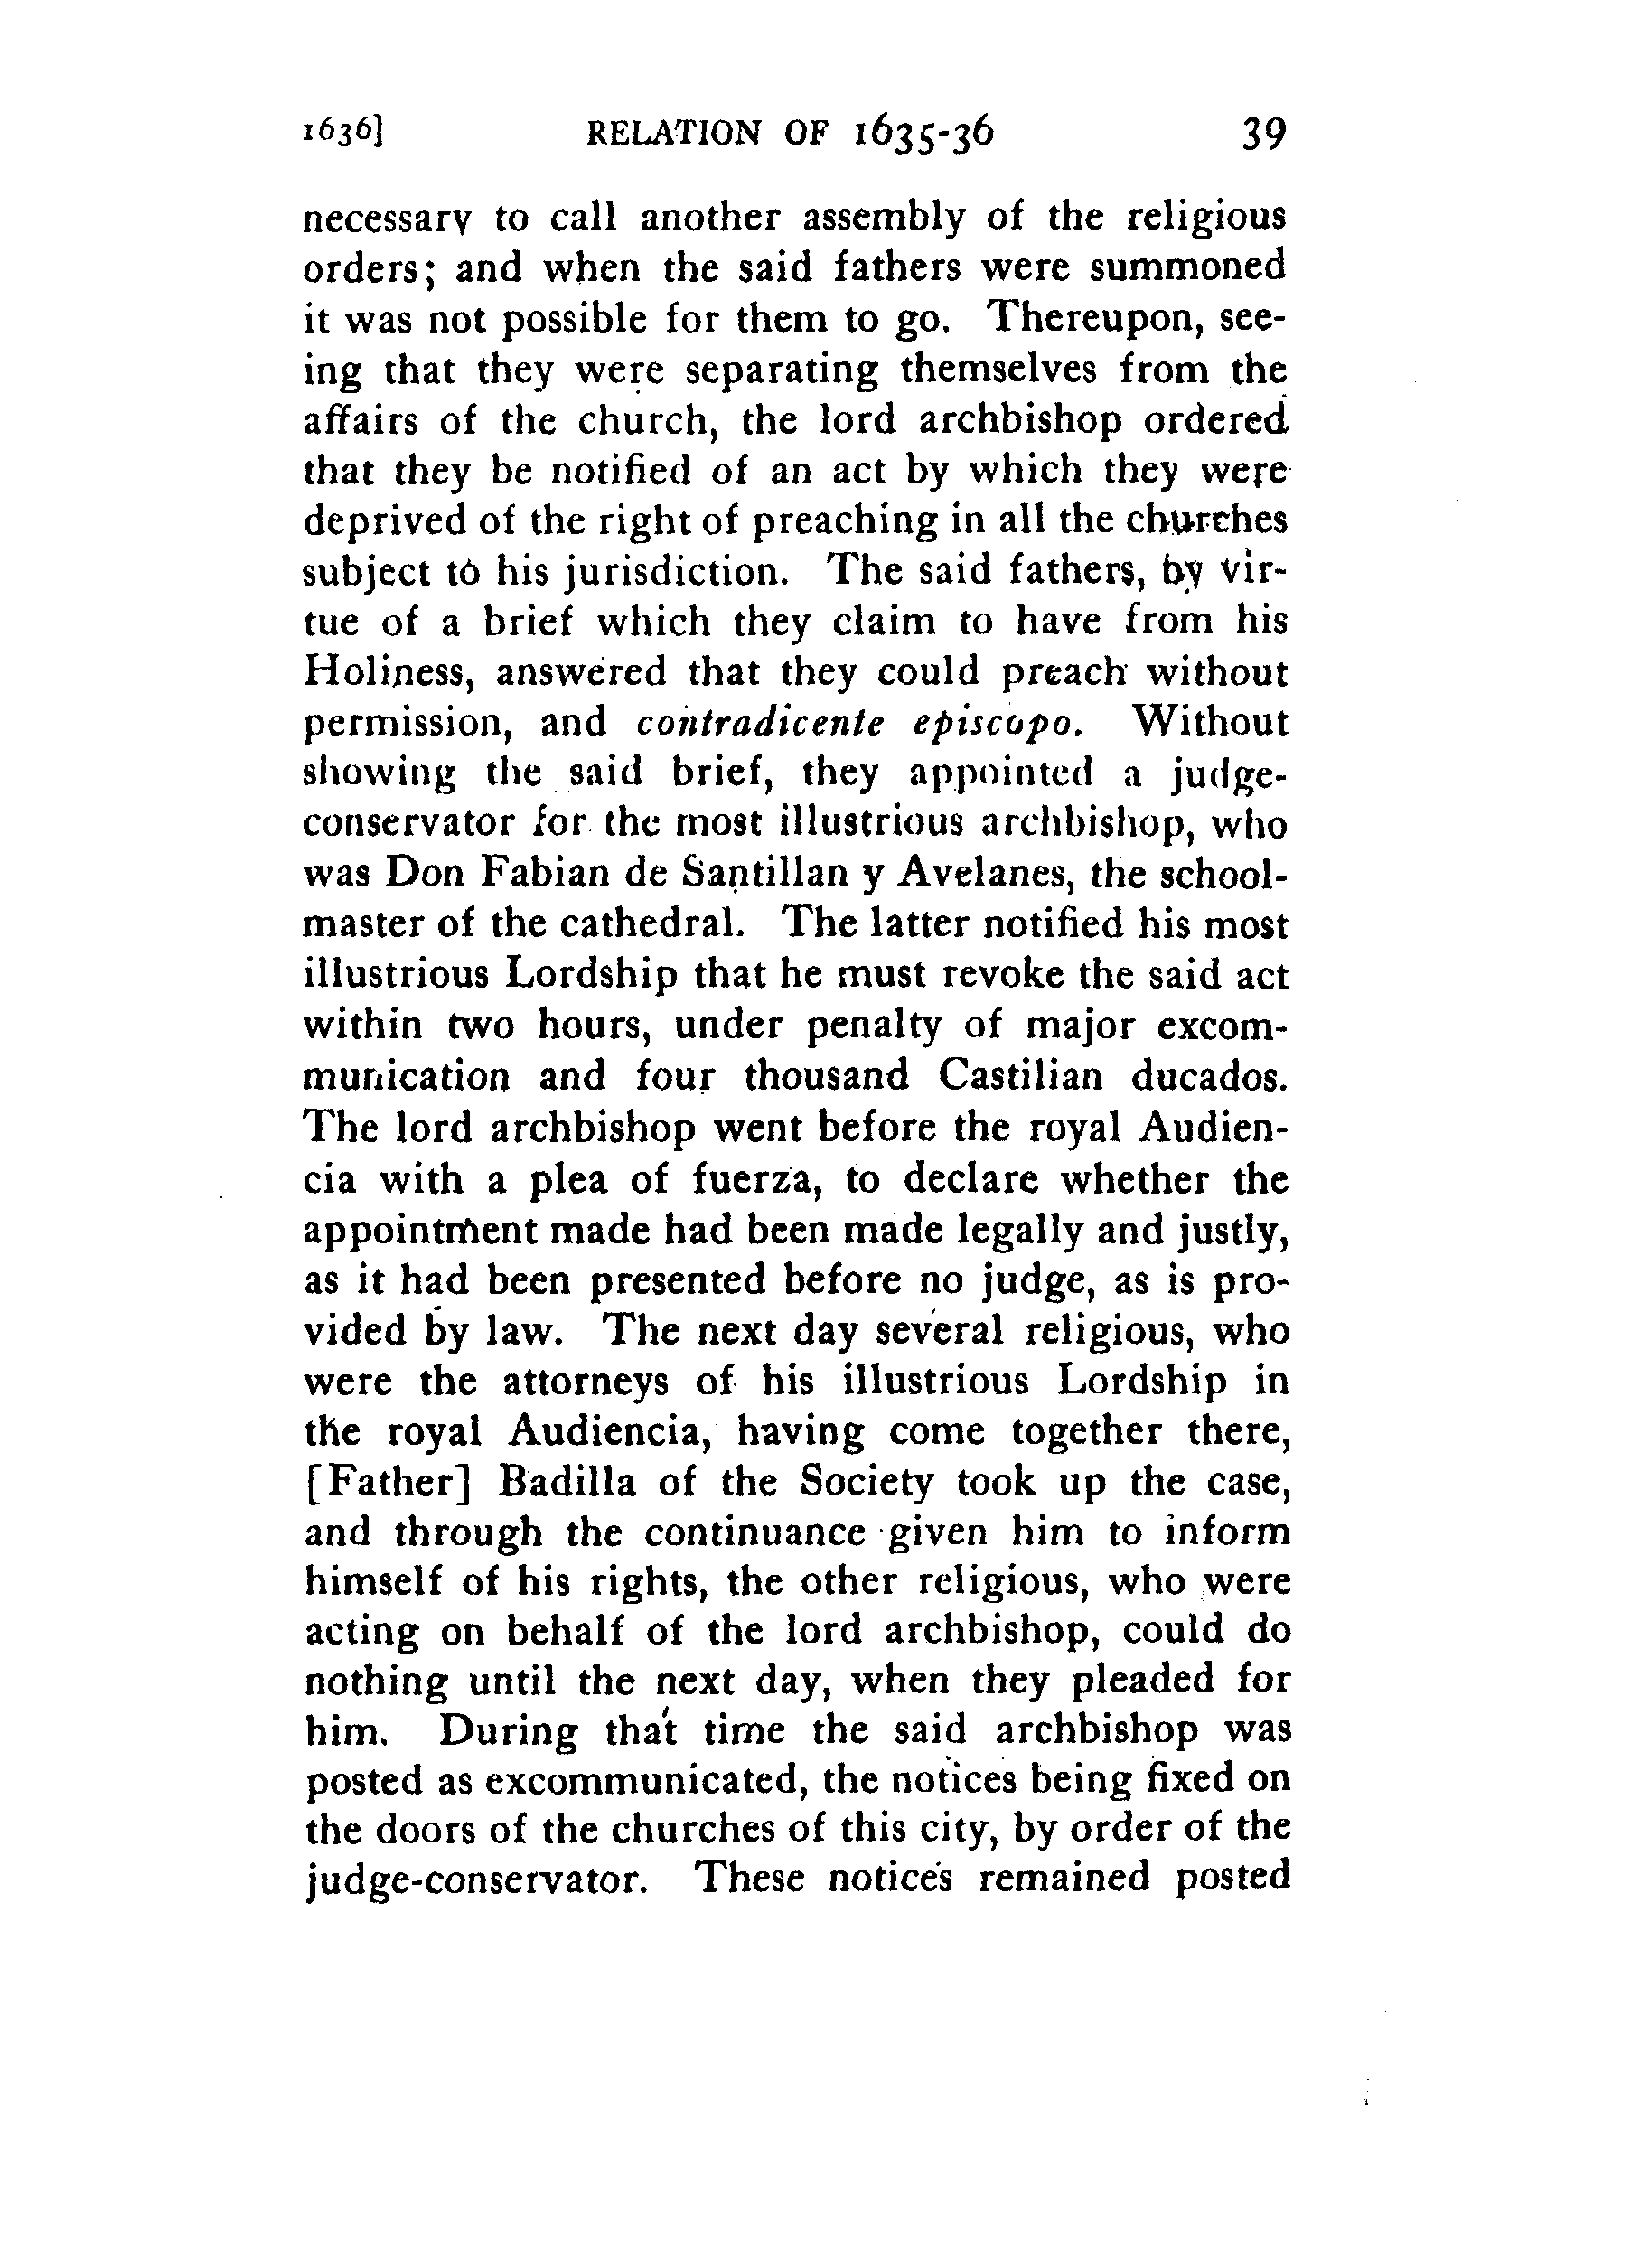 1636] RELATION OF 1635-36 39
necessary to call another assembly of the religious
orders; and when the said fathers were summoned
it was not possible for them to go. Thereupon, see-
ing that they were separating themselves from the
affairs of the church, the lord archbishop ordered
that they be notified of an act by which they were
deprived of the right of preaching in all the churches
subject to his jurisdiction. The said fathers, by vir-
tue of a brief which they claim to have from his
Holiness, answered that they could preach without
permission, and contradicente episcopo. Without
showing the said brief, they appointed a judge-
conservator for the most illustrious archbishop, who
was Don Fabian de Santillan y Avelanes, the school-
master of the cathedral. The latter notified his most
illustrious Lordship that he must revoke the said act
within two hours, under penalty of major excom-
munication and four thousand Castilian ducados.
The lord archbishop went before the royal Audien-
cia with a plea of fuerza, to declare whether the
appointment made had been made legally and justly,
as it had been presented before no judge, as is pro-
vided by law. The next day several religious, who
were the attorneys of his illustrious Lordship in
the royal Audiencia, having come together there,
[Father] Badilla of the Society took up the case,
and through the continuance given him to inform
himself of his rights, the other religious, who were
acting on behalf of the lord archbishop, could do
nothing until the next day, when they pleaded for
him. During that time the said archbishop was
posted as excommunicated, the notices being fixed on
the doors of the churches of this city, by order of the
judge-conservator. These notices remained posted